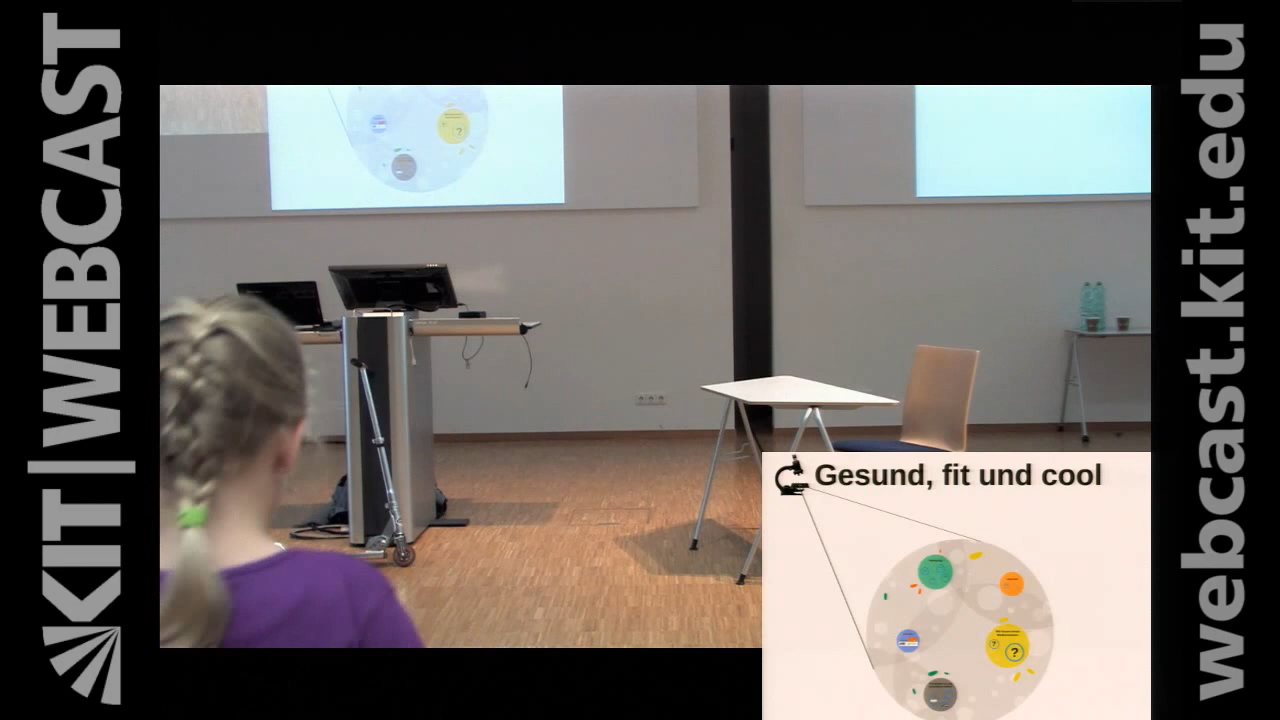 KIT | WEBCAST
Gesund, fit und cool
?
?
?
webcast.kit.edu